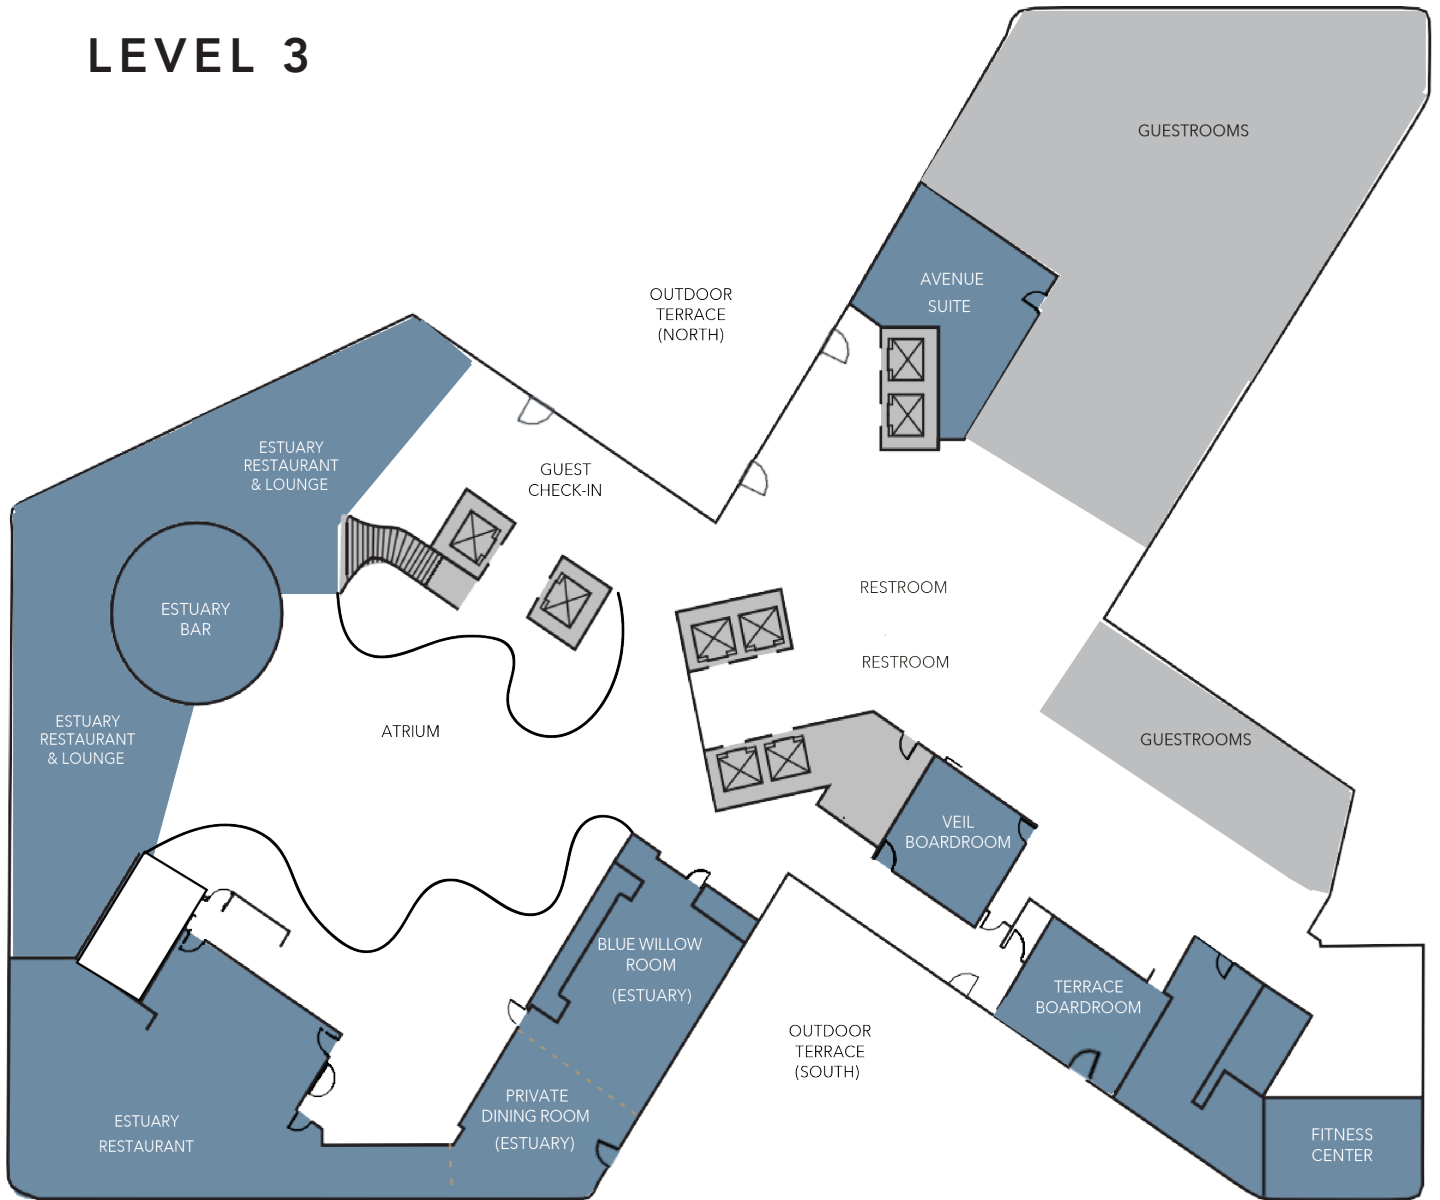 LEVEL 3
GUESTROOMS
AVENUE
SUITE
OUTDOOR
TERRACE
(NORTH)
ESTUARY
RESTAURANT
& LOUNGE
GUEST
CHECK-IN
RESTROOM
ESTUARY
BAR
RESTROOM
ESTUARY
RESTAURANT
& LOUNGE
ATRIUM
GUESTROOMS
VEIL
BOARDROOM
BLUE WILLOW
ROOM
(ESTUARY)
TERRACE
BOARDROOM
OUTDOOR
TERRACE
(SOUTH)
PRIVATE
DINING ROOM
(ESTUARY)
ESTUARY
RESTAURANT
FITNESS
CENTER